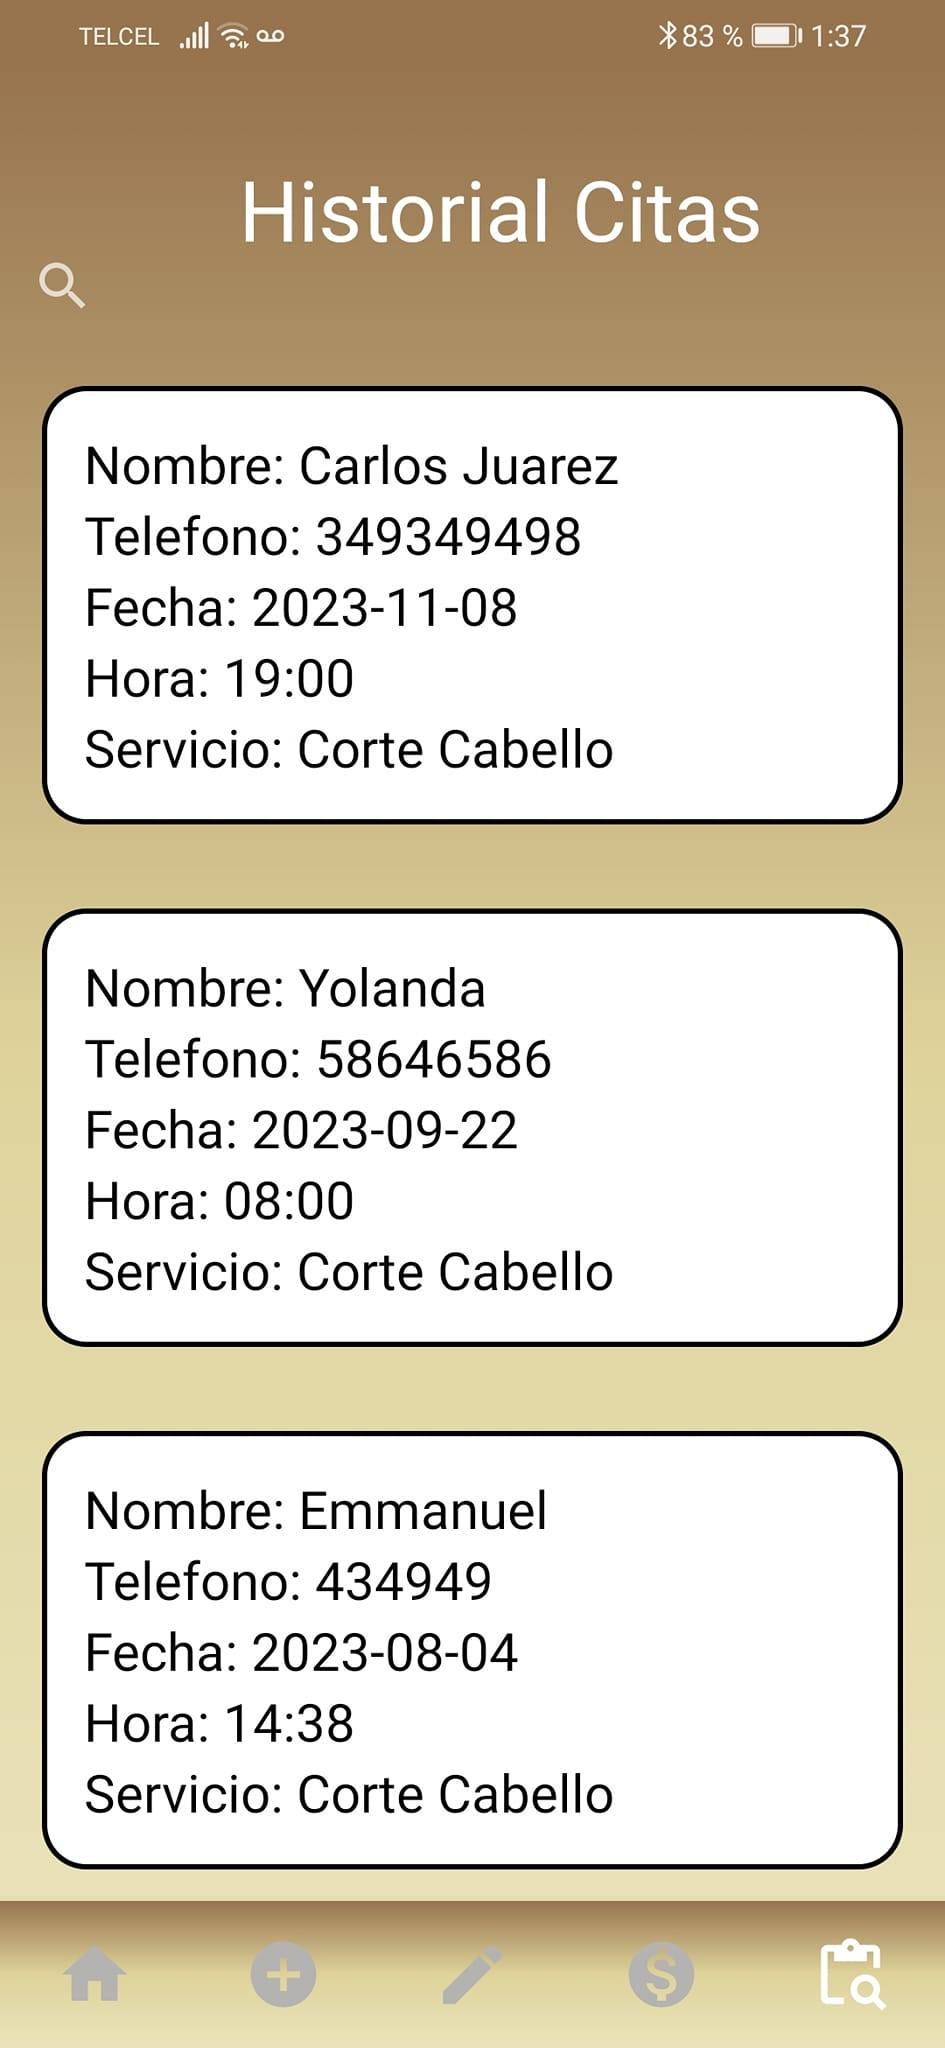 TELCEL 83 % 1:37
Historial Citas
Nombre: Carlos Juarez
Telefono: 349349498
Fecha: 2023-11-08
Hora: 19:00
Servicio: Corte Cabello
Nombre: Yolanda
Telefono: 58646586
Fecha: 2023-09-22
Hora: 08:00
Servicio: Corte Cabello
Nombre: Emmanuel
Telefono: 434949
Fecha: 2023-08-04
Hora: 14:38
Servicio: Corte Cabello